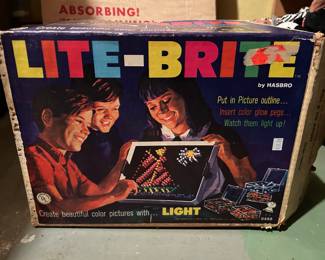 ABSORBING!
LITE-BRITE
by HASBRO
Put in Picture outline...
Insert color glow pegs...
Watch them light up!
Create beautiful color pictures with... LIGHT